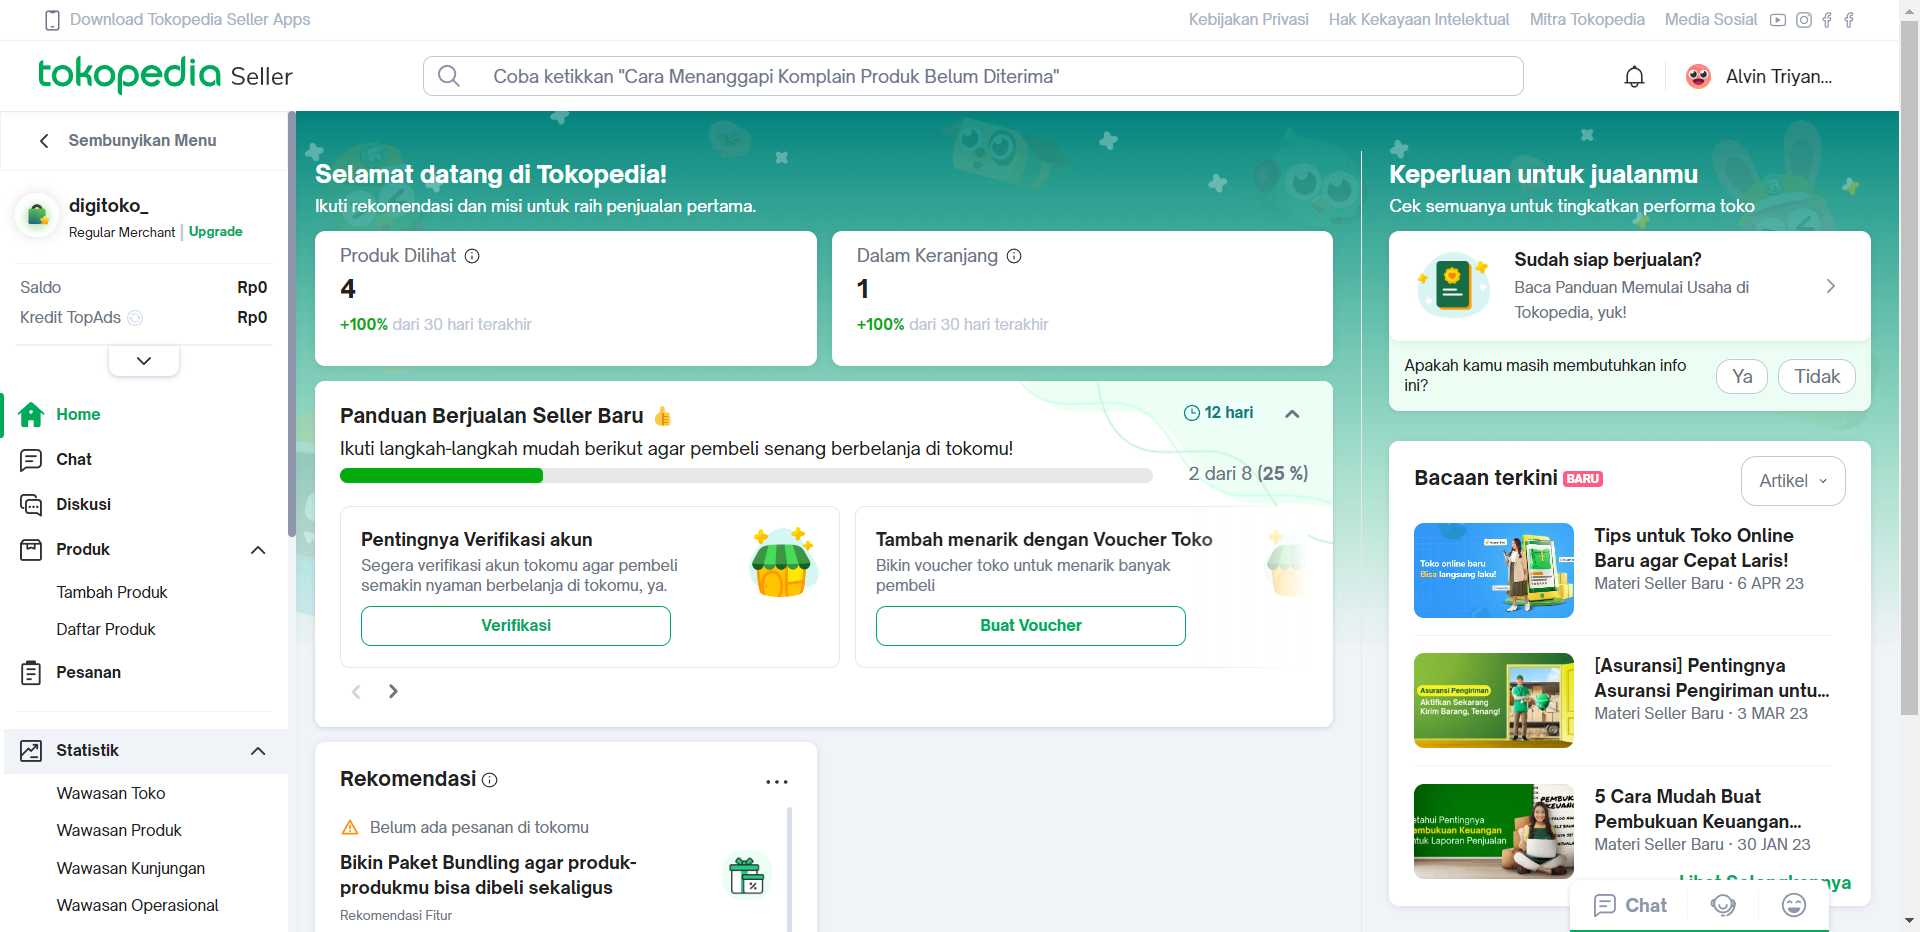 Download Tokopedia Seller Apps
Kebijakan Privasi Hak Kekayaan Intelektual Mitra Tokopedia Media Sosial
tokopedia Seller
Coba ketikkan "Cara Menanggapi Komplain Produk Belum Diterima"
Alvin Triyan...
Sembunyikan Menu
digitoko_
Regular Merchant | Upgrade
Saldo Rp0
Kredit TopAds Rp0
Home
Chat
Diskusi
Produk
Tambah Produk
Daftar Produk
Pesanan
Statistik
Wawasan Toko
Wawasan Produk
Wawasan Kunjungan
Wawasan Operasional
Selamat datang di Tokopedia!
Ikuti rekomendasi dan misi untuk raih penjualan pertama.
Produk Dilihat
4
+100% dari 30 hari terakhir
Dalam Keranjang
1
+100% dari 30 hari terakhir
Panduan Berjualan Seller Baru
12 hari
Ikuti langkah-langkah mudah berikut agar pembeli senang berbelanja di tokomu!
2 dari 8 (25 %)
Pentingnya Verifikasi akun
Segera verifikasi akun tokomu agar pembeli
semakin nyaman berbelanja di tokomu, ya.
Verifikasi
Tambah menarik dengan Voucher Toko
Bikin voucher toko untuk menarik banyak
pembeli
Buat Voucher
Rekomendasi
Belum ada pesanan di tokomu
Bikin Paket Bundling agar produk-
produkmu bisa dibeli sekaligus
Rekomendasi Fitur
Keperluan untuk jualanmu
Cek semuanya untuk tingkatkan performa toko
Sudah siap berjualan?
Baca Panduan Memulai Usaha di
Tokopedia, yuk!
Apakah kamu masih membutuhkan info
ini?
Ya
Tidak
Bacaan terkini BARU
Artikel
Toko online baru
Bisa langsung laku!
Tips untuk Toko Online
Baru agar Cepat Laris!
Materi Seller Baru · 6 APR 23
Asuransi Pengiriman
Aktifkan Sekarang
Kirim Barang, Tenang!
[Asuransi] Pentingnya
Asuransi Pengiriman untu...
Materi Seller Baru · 3 MAR 23
etahui Pentingnya
embukuan Keuangan
tuk Laporan Penjualan
5 Cara Mudah Buat
Pembukuan Keuangan...
Materi Seller Baru · 30 JAN 23
Lihat Selengkapnya
Chat